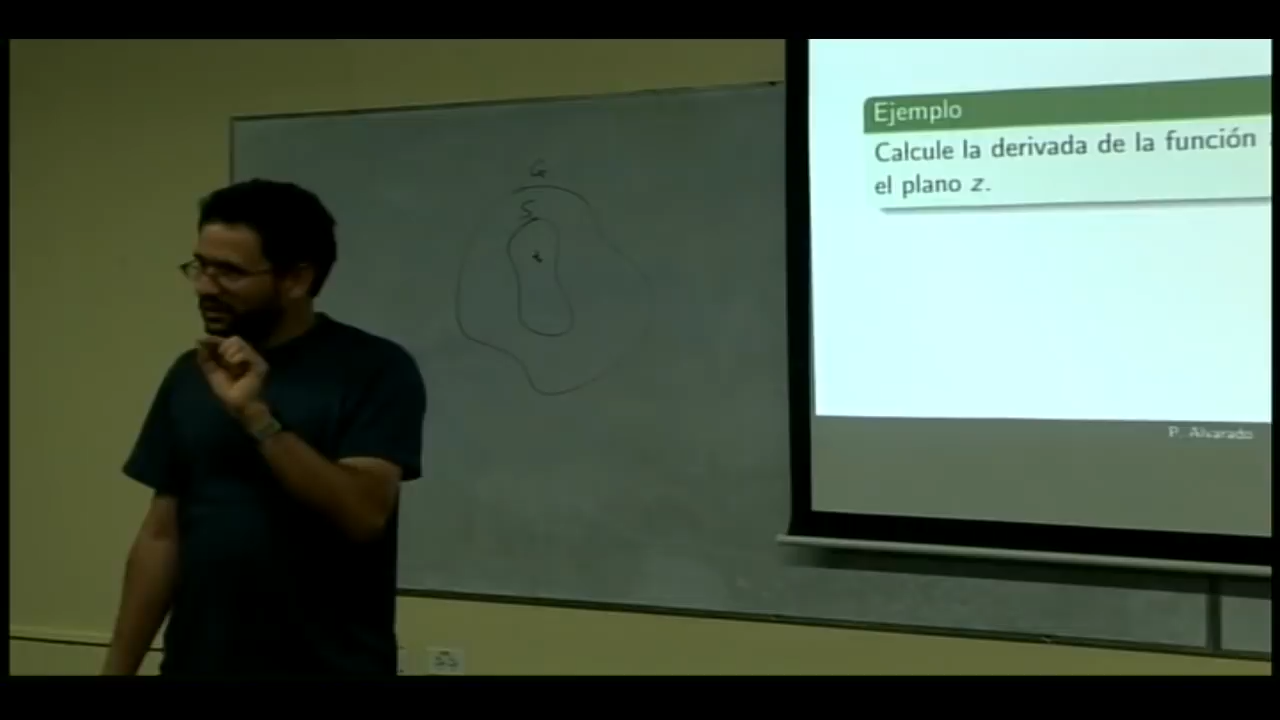 G
S
Ejemplo
Calcule la derivada de la función
el plano z.
P. Alvarado